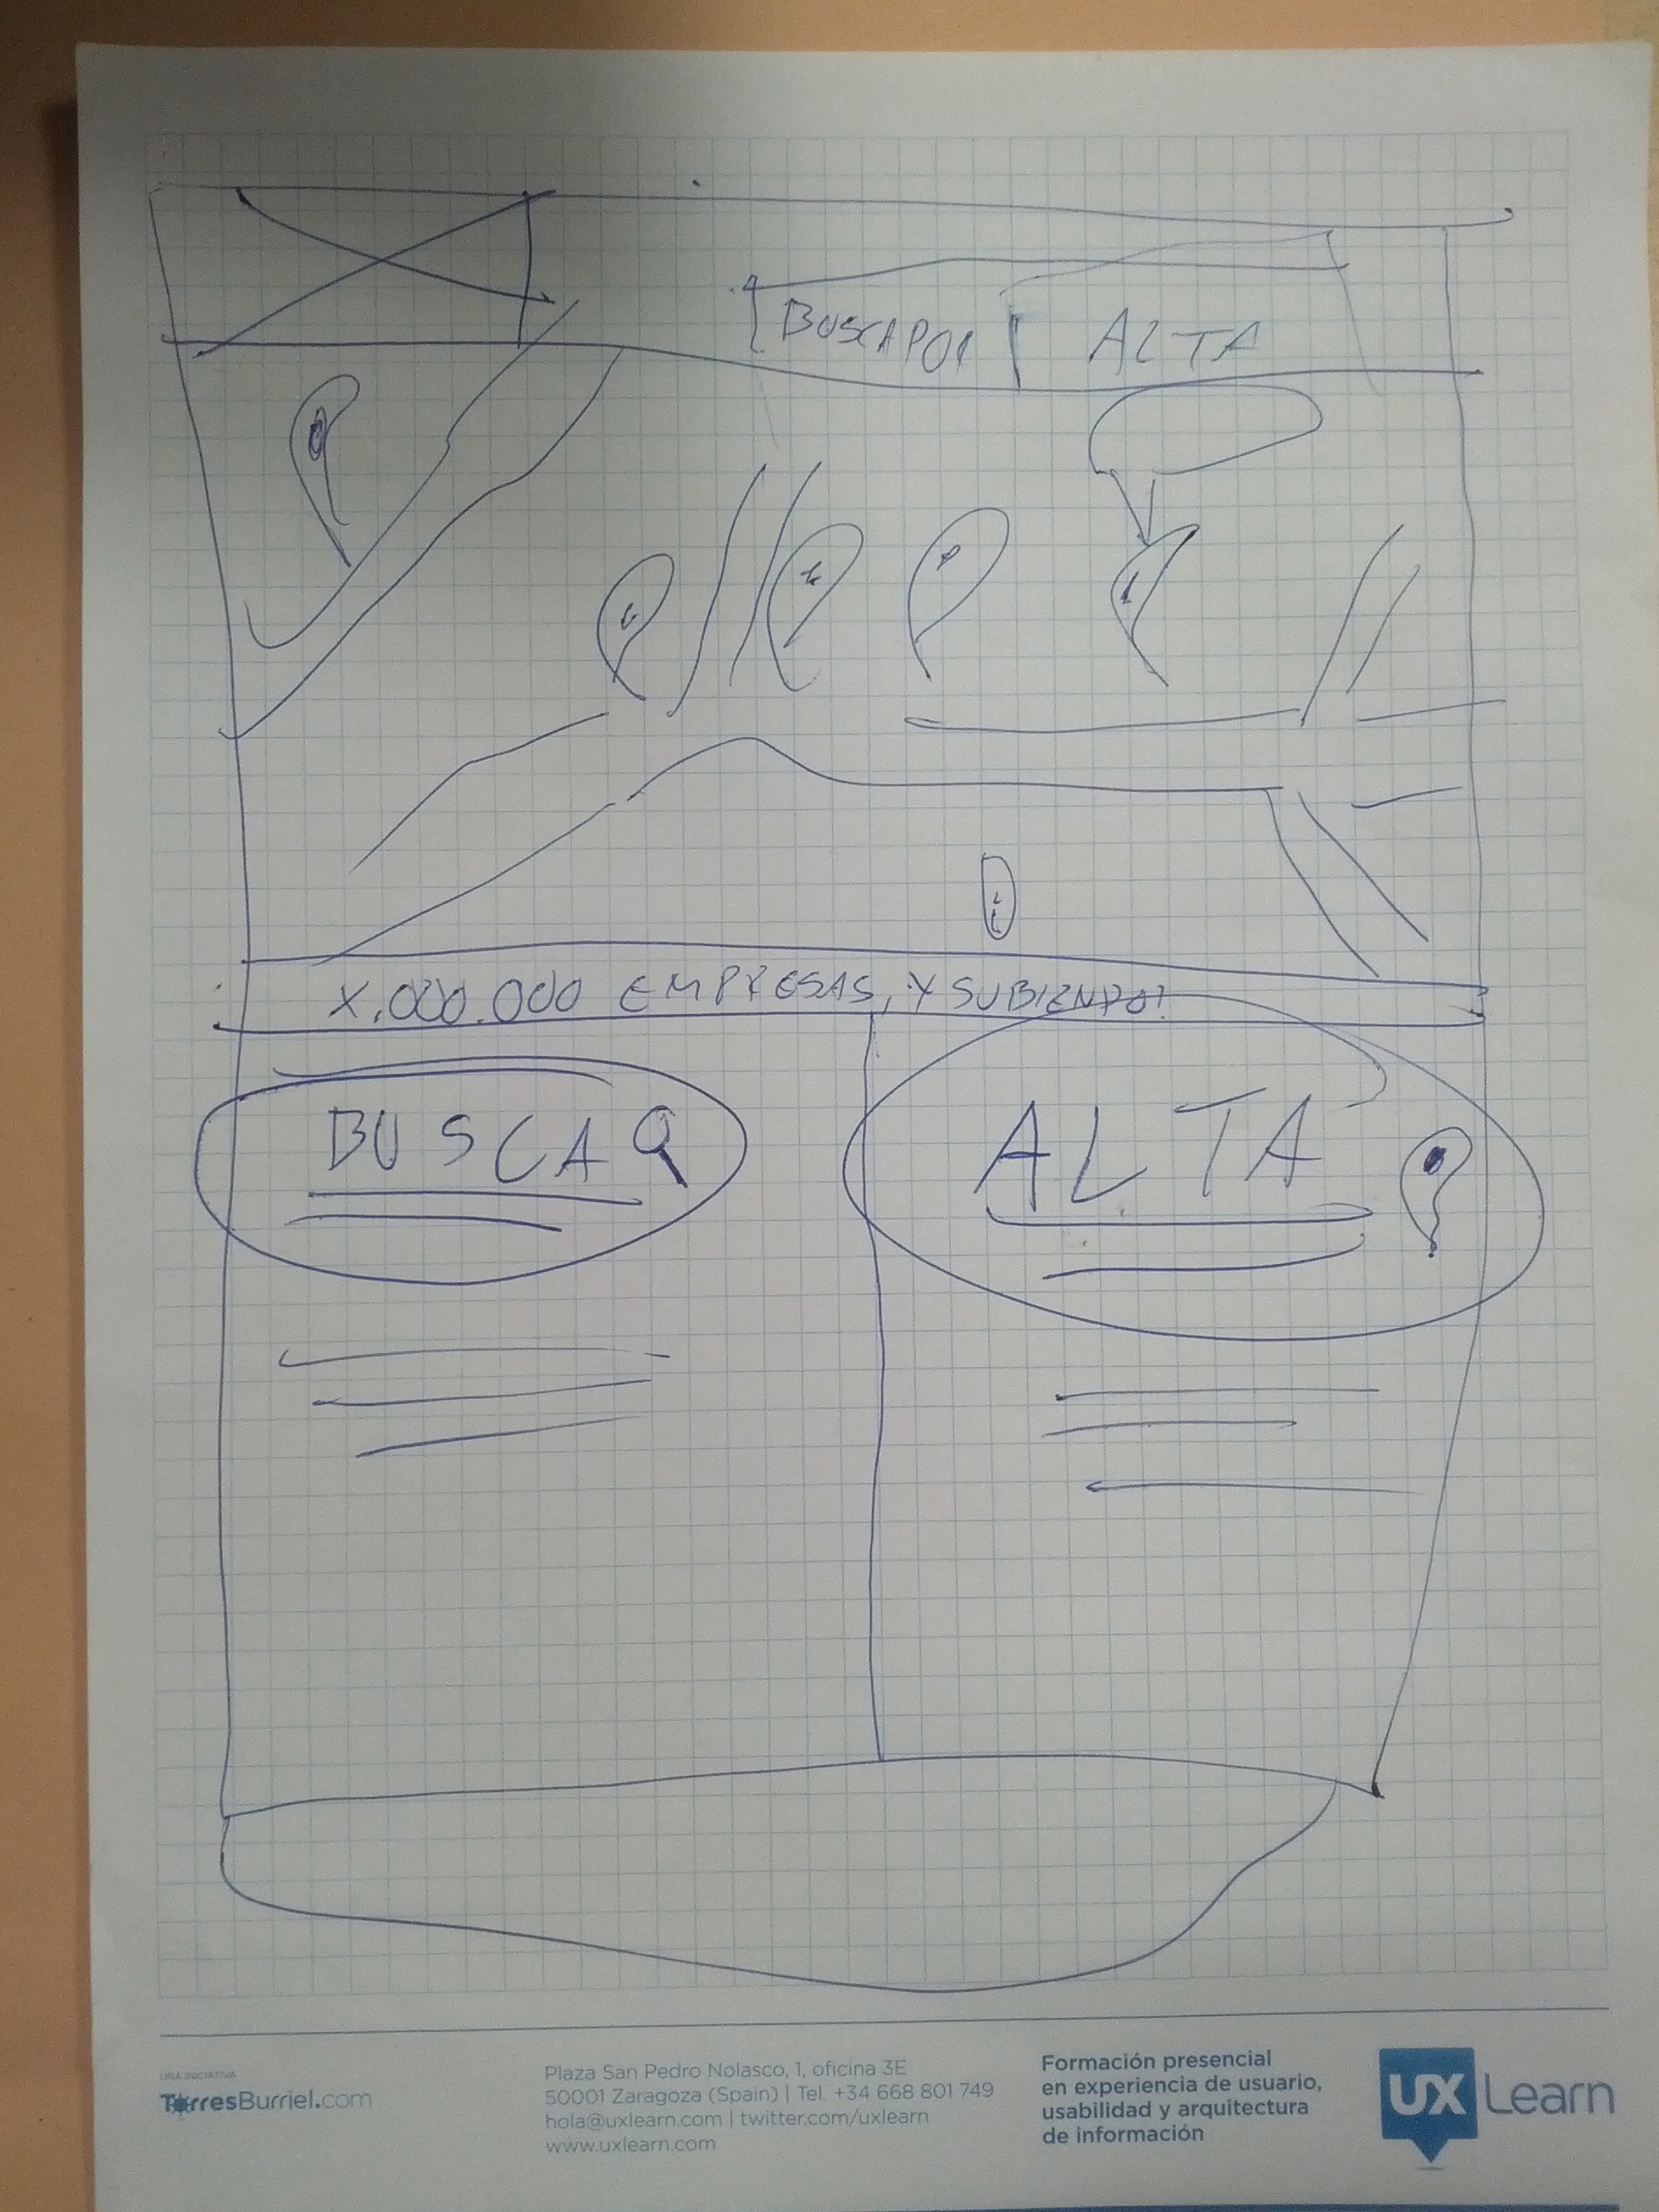 BUSCADOR ALTA
X.000.000 EMPRESAS, Y SUBIENDO!
BUSCA
ALTA
UNA INICIATIVA
TorresBurriel.com
Plaza San Pedro Nolasco, 1, oficina 3E
50001 Zaragoza (Spain) | Tel. +34 668 801 749
hola@uxlearn.com | twitter.com/uxlearn
www.uxlearn.com
Formación presencial
en experiencia de usuario,
usabilidad y arquitectura
de información
UX Learn